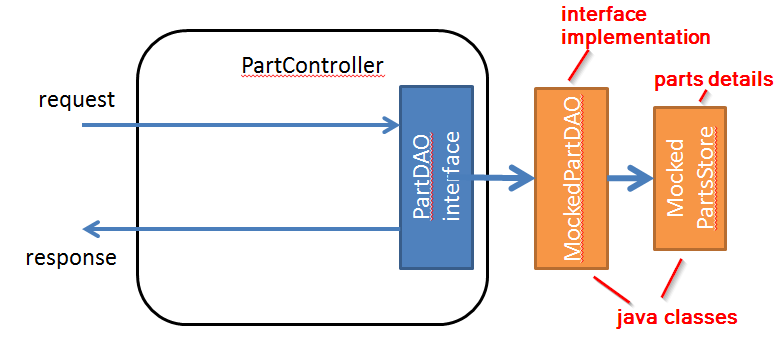 interface
implementation
PartController
parts details
request
PartDAO
interface
MockedPartDAO
Mocked
PartsStore
response
java classes